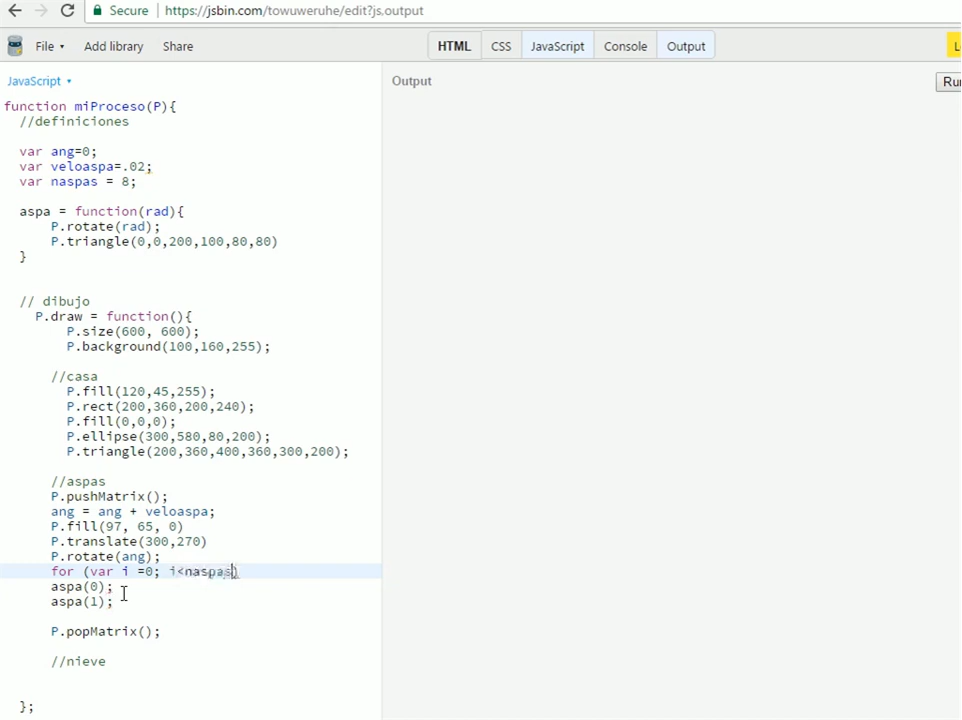 Secure https://jsbin.com/towuweruhe/edit?js,output
File Add library Share HTML CSS JavaScript Console Output
JavaScript Output
function miProceso(P){
//definiciones
var ang=0;
var veloaspa=.02;
var naspas = 8;
aspa = function(rad){
P.rotate(rad);
P.triangle(0,0,200,100,80,80)
}
// dibujo
P.draw = function(){
P.size(600, 600);
P.background(100,160,255);
//casa
P.fill(120,45,255);
P.rect(200,360,200,240);
P.fill(0,0,0);
P.ellipse(300,580,80,200);
P.triangle(200,360,400,360,300,200);
//aspas
P.pushMatrix();
ang = ang + veloaspa;
P.fill(97, 65, 0)
P.translate(300,270)
P.rotate(ang);
for (var i =0; i<naspas)
aspa(0);
aspa(1);
P.popMatrix();
//nieve
};